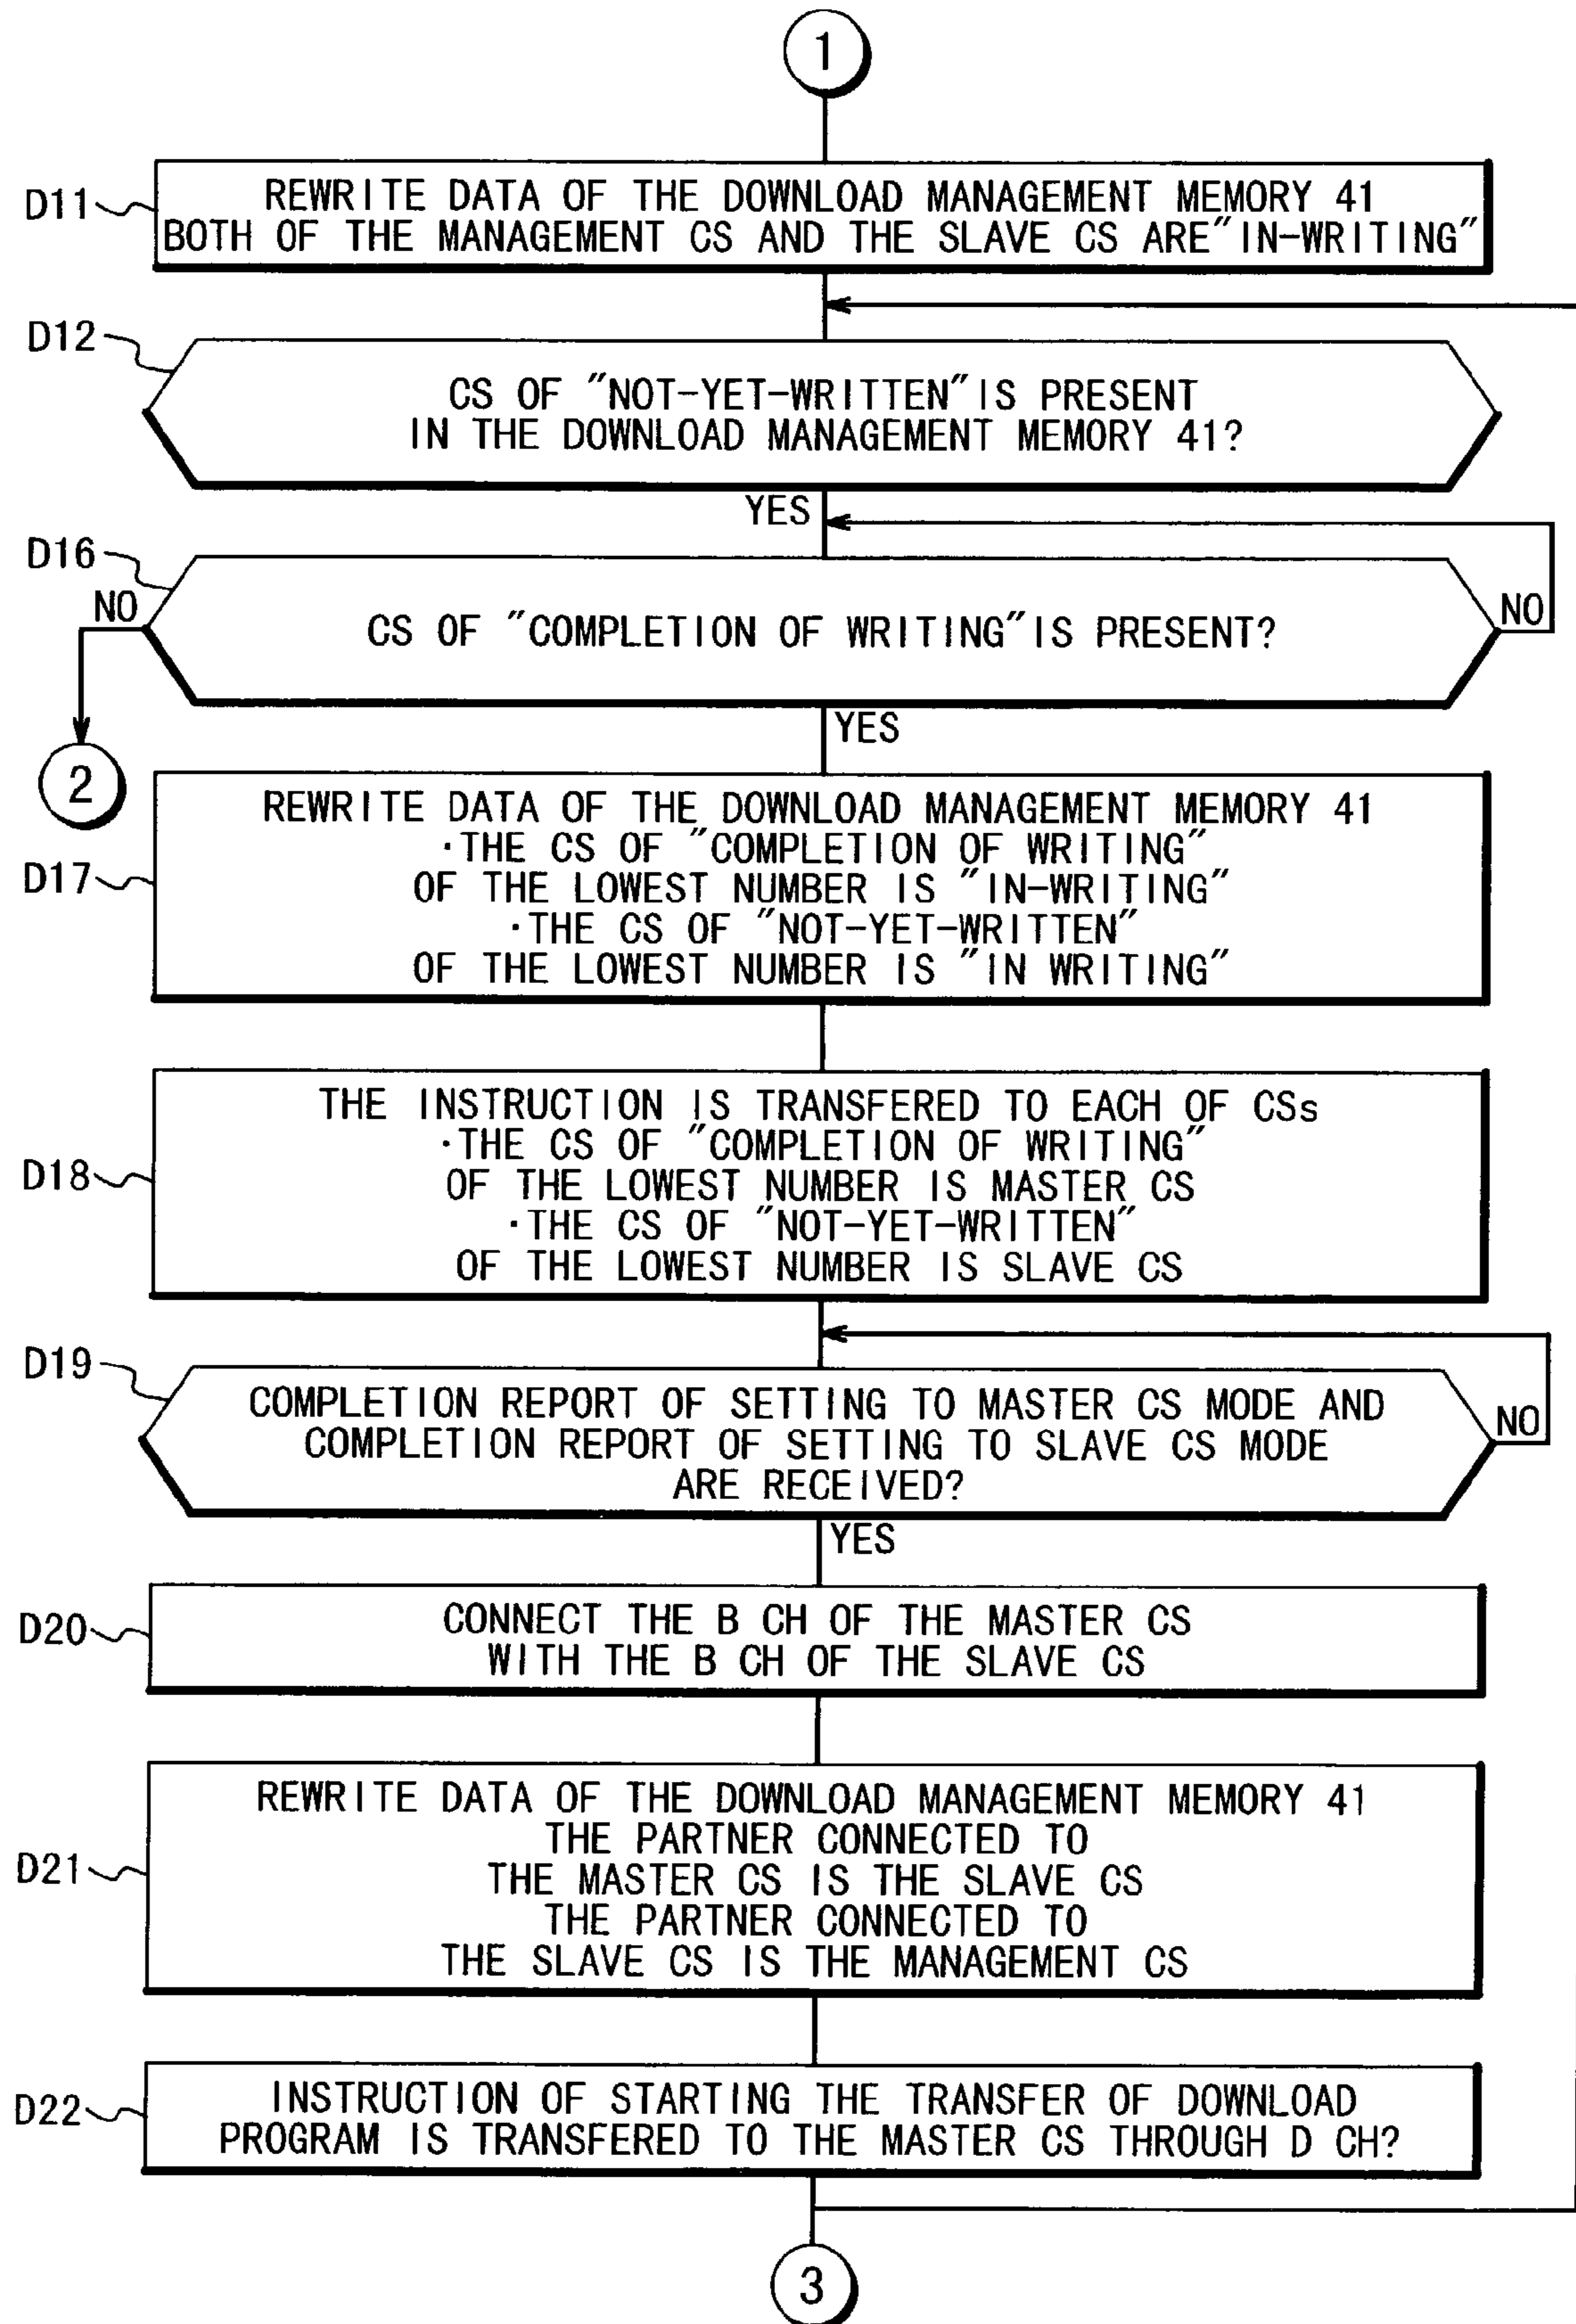 1
D11
REWRITE DATA OF THE DOWNLOAD MANAGEMENT MEMORY 41
BOTH OF THE MANAGEMENT CS AND THE SLAVE CS ARE"IN-WRITING"
D12
CS OF "NOT-YET-WRITTEN"IS PRESENT
IN THE DOWNLOAD MANAGEMENT MEMORY 41?
YES
D16
NO
CS OF "COMPLETION OF WRITING"IS PRESENT?
NO
YES
2
D17
REWRITE DATA OF THE DOWNLOAD MANAGEMENT MEMORY 41
·THE CS OF "COMPLETION OF WRITING"
OF THE LOWEST NUMBER IS "IN-WRITING"
·THE CS OF "NOT-YET-WRITTEN"
OF THE LOWEST NUMBER IS "IN WRITING"
D18
THE INSTRUCTION IS TRANSFERED TO EACH OF CSs
·THE CS OF "COMPLETION OF WRITING"
OF THE LOWEST NUMBER IS MASTER CS
·THE CS OF "NOT-YET-WRITTEN"
OF THE LOWEST NUMBER IS SLAVE CS
D19
COMPLETION REPORT OF SETTING TO MASTER CS MODE AND
COMPLETION REPORT OF SETTING TO SLAVE CS MODE
ARE RECEIVED?
NO
YES
D20
CONNECT THE B CH OF THE MASTER CS
WITH THE B CH OF THE SLAVE CS
D21
REWRITE DATA OF THE DOWNLOAD MANAGEMENT MEMORY 41
THE PARTNER CONNECTED TO
THE MASTER CS IS THE SLAVE CS
THE PARTNER CONNECTED TO
THE SLAVE CS IS THE MANAGEMENT CS
D22
INSTRUCTION OF STARTING THE TRANSFER OF DOWNLOAD
PROGRAM IS TRANSFERED TO THE MASTER CS THROUGH D CH?
3